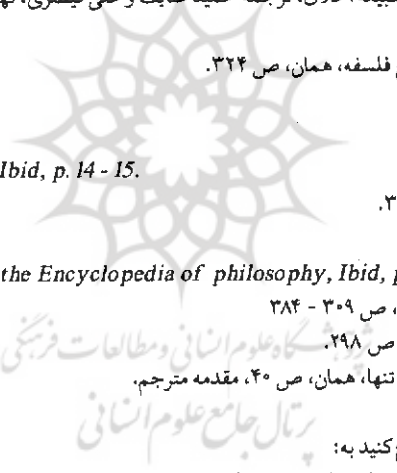 فلسفه، همان، ص ۳۲۴.
Ibid, p. 14 - 15.
the Encyclopedia of philosophy, Ibid, p
، ص ۳۰۹ - ۳۸۴
ص ۲۹۸.
پژوهشگاه علوم انسانی و مطالعات فرهنگی
تنها، همان، ص ۴۰، مقدمه مترجم.
پرتال جامع علوم انسانی
کنید به: